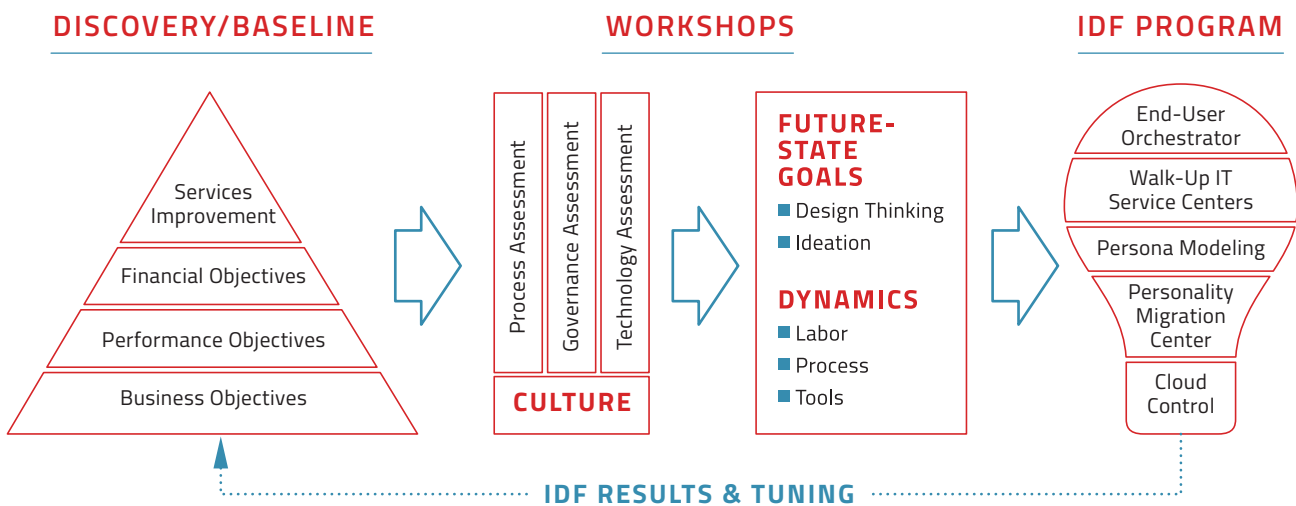 DISCOVERY/BASELINE
Services
Improvement
Financial Objectives
Performance Objectives
Business Objectives
WORKSHOPS
Process Assessment
Governance Assessment
Technology Assessment
CULTURE
FUTURE-
STATE
GOALS
Design Thinking
Ideation
DYNAMICS
Labor
Process
Tools
IDF PROGRAM
End-User
Orchestrator
Walk-Up IT
Service Centers
Persona Modeling
Personality
Migration
Center
Cloud
Control
IDF RESULTS & TUNING